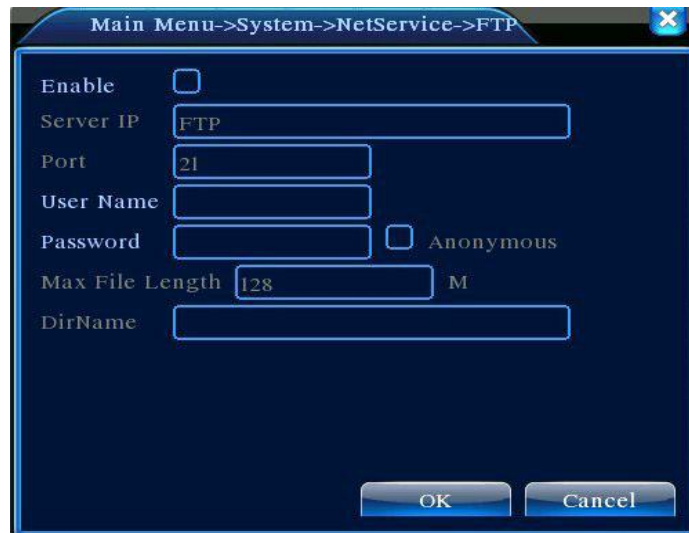 Main Menu->System->NetService->FTP
Enable
Server IP FTP
Port 21
User Name
Password Anonymous
Max File Length 128 M
DirName
OK Cancel